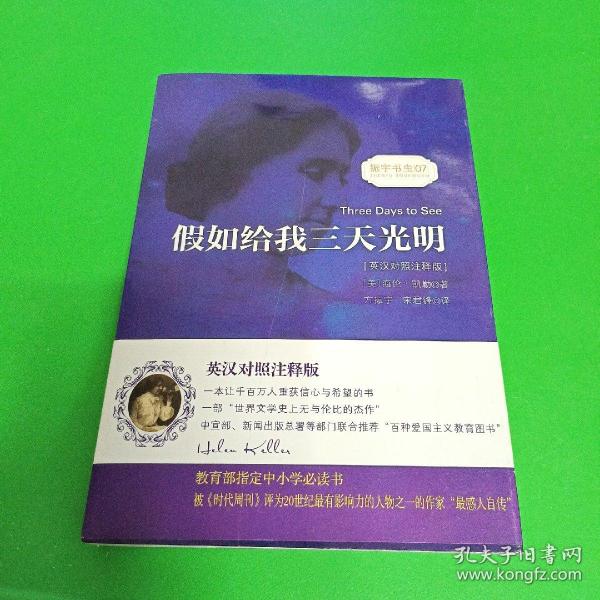 振宇书虫07
Three Days to See
假如给我三天光明
[英汉对照注释版]
[美]海伦·凯勒◎著
方振宇 宋君锋◎译
英汉对照注释版
一本让千百万人重获信心与希望的书
一部“世界文学史上无与伦比的杰作”
中宣部、新闻出版总署等部门联合推荐“百种爱国主义教育图书”
Helen Keller
教育部指定中小学必读书
被《时代周刊》评为20世纪最有影响力的人物之一的作家“最感人自传”
孔夫子旧书网
www.kongfz.com